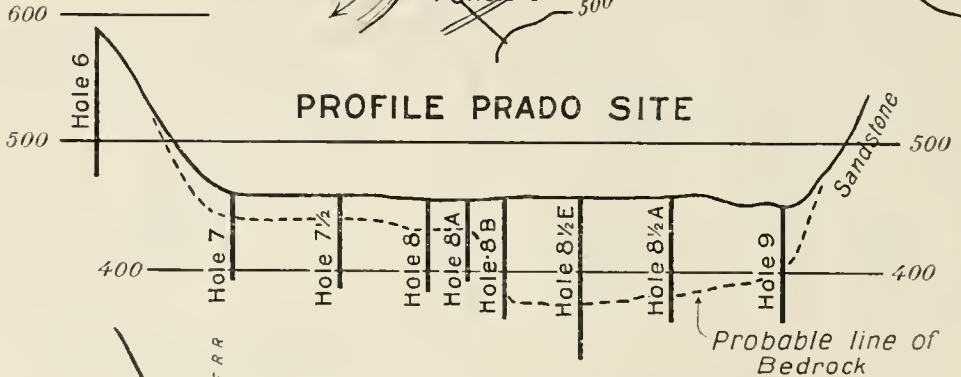 600
500
PROFILE PRADO SITE
500
500
400
400
Hole 6
Hole 7
Hole 7½
Hole 8
Hole 8A
Hole 8B
Hole 8½E
Hole 8½A
Hole 9
Sandstone
Probable line of
Bedrock
RR